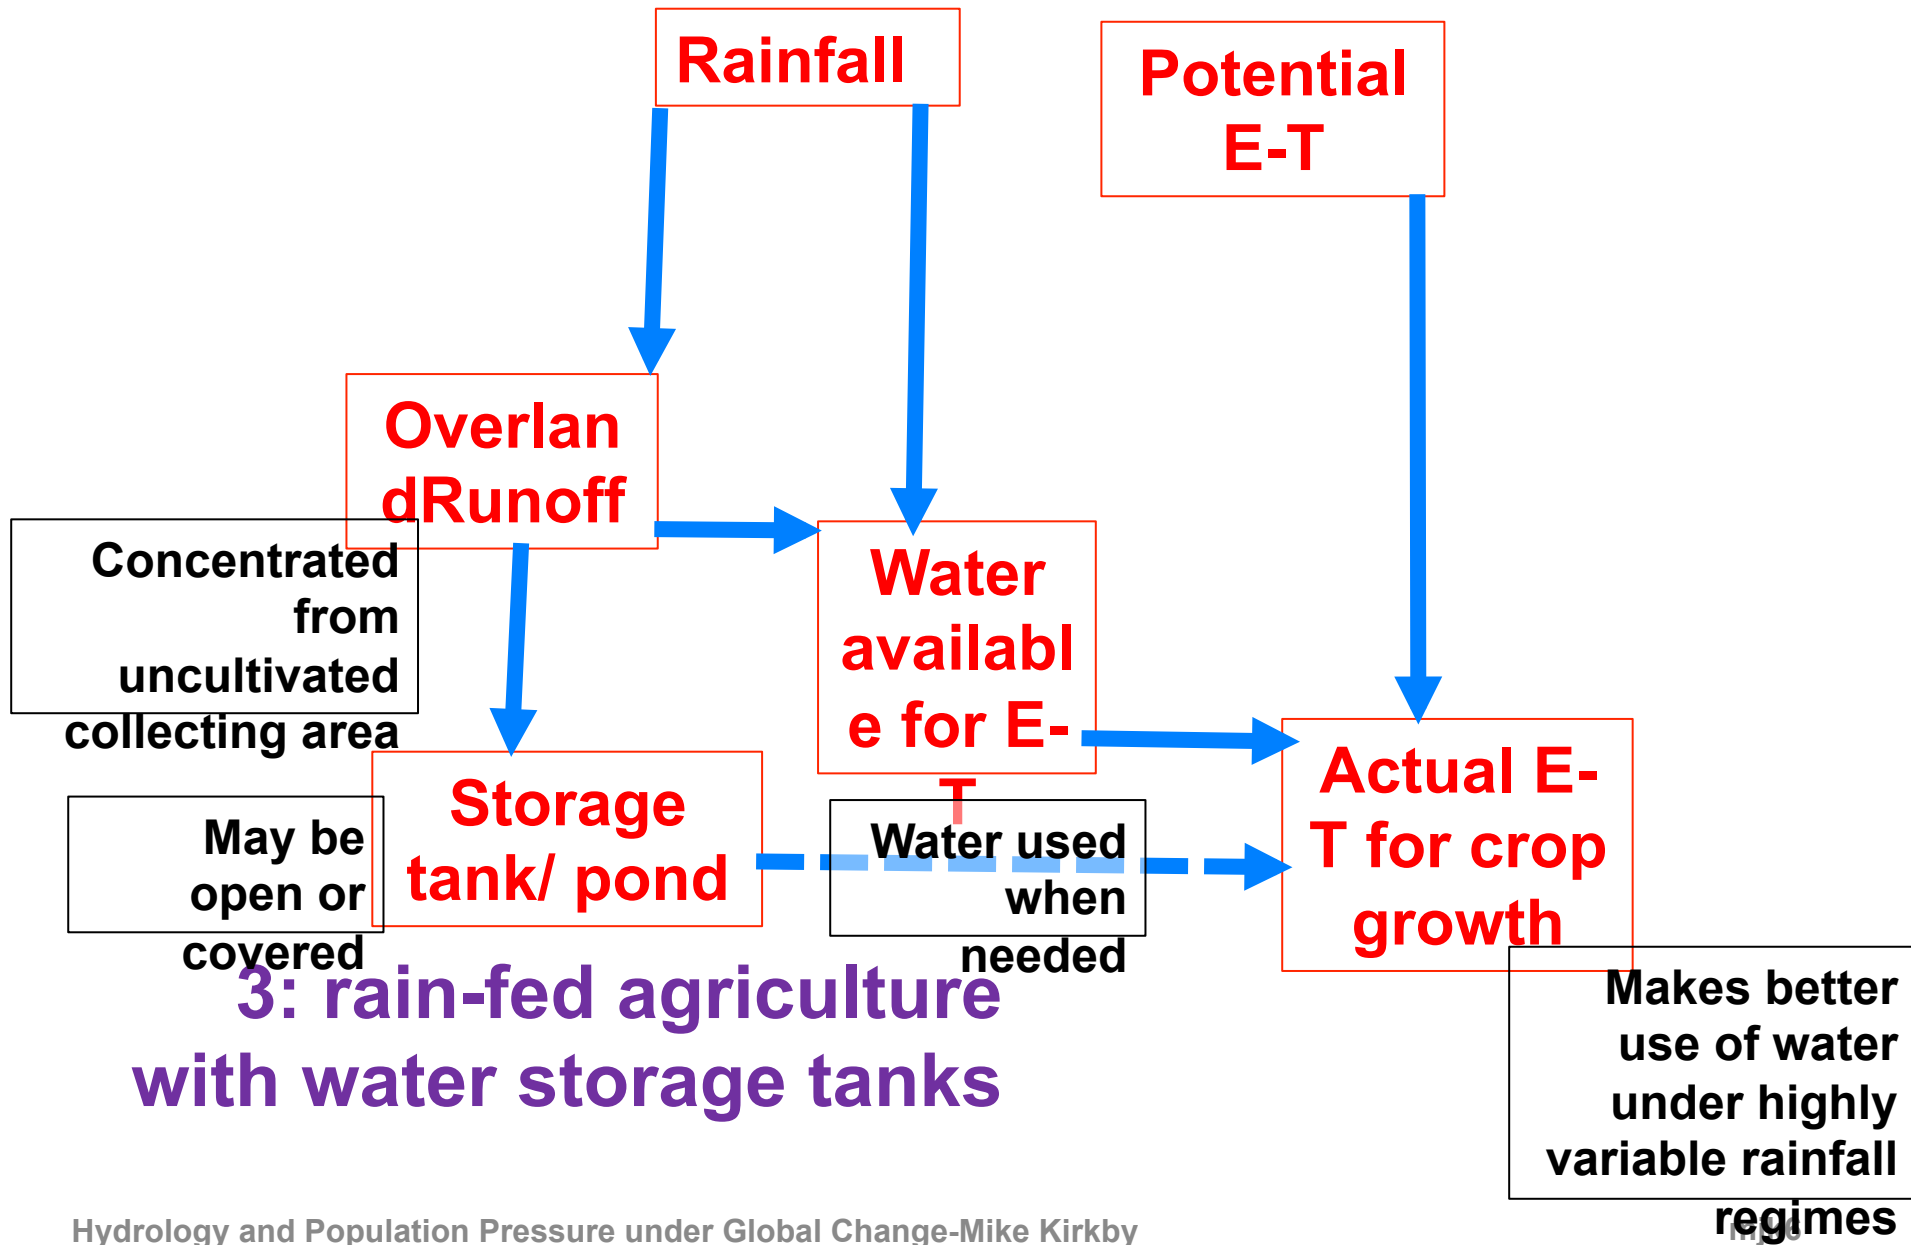 Rainfall
Potential
E-T
Overlan
dRunoff
Concentrated
from
uncultivated
collecting area
Water
availabl
e for E-
T
Storage
tank/ pond
May be
open or
covered
Water used
when
needed
Actual E-
T for crop
growth
Makes better
use of water
under highly
variable rainfall
regimes
3: rain-fed agriculture
with water storage tanks
Hydrology and Population Pressure under Global Change-Mike Kirkby